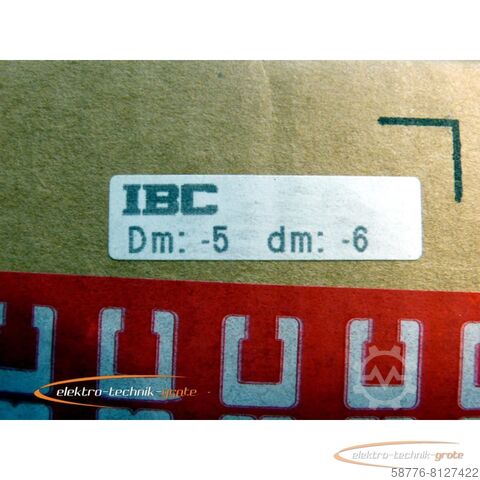 IBC
Dm: -5 dm: -6
elektro-technik-grote
elektro-technik-grote
58776-8127422